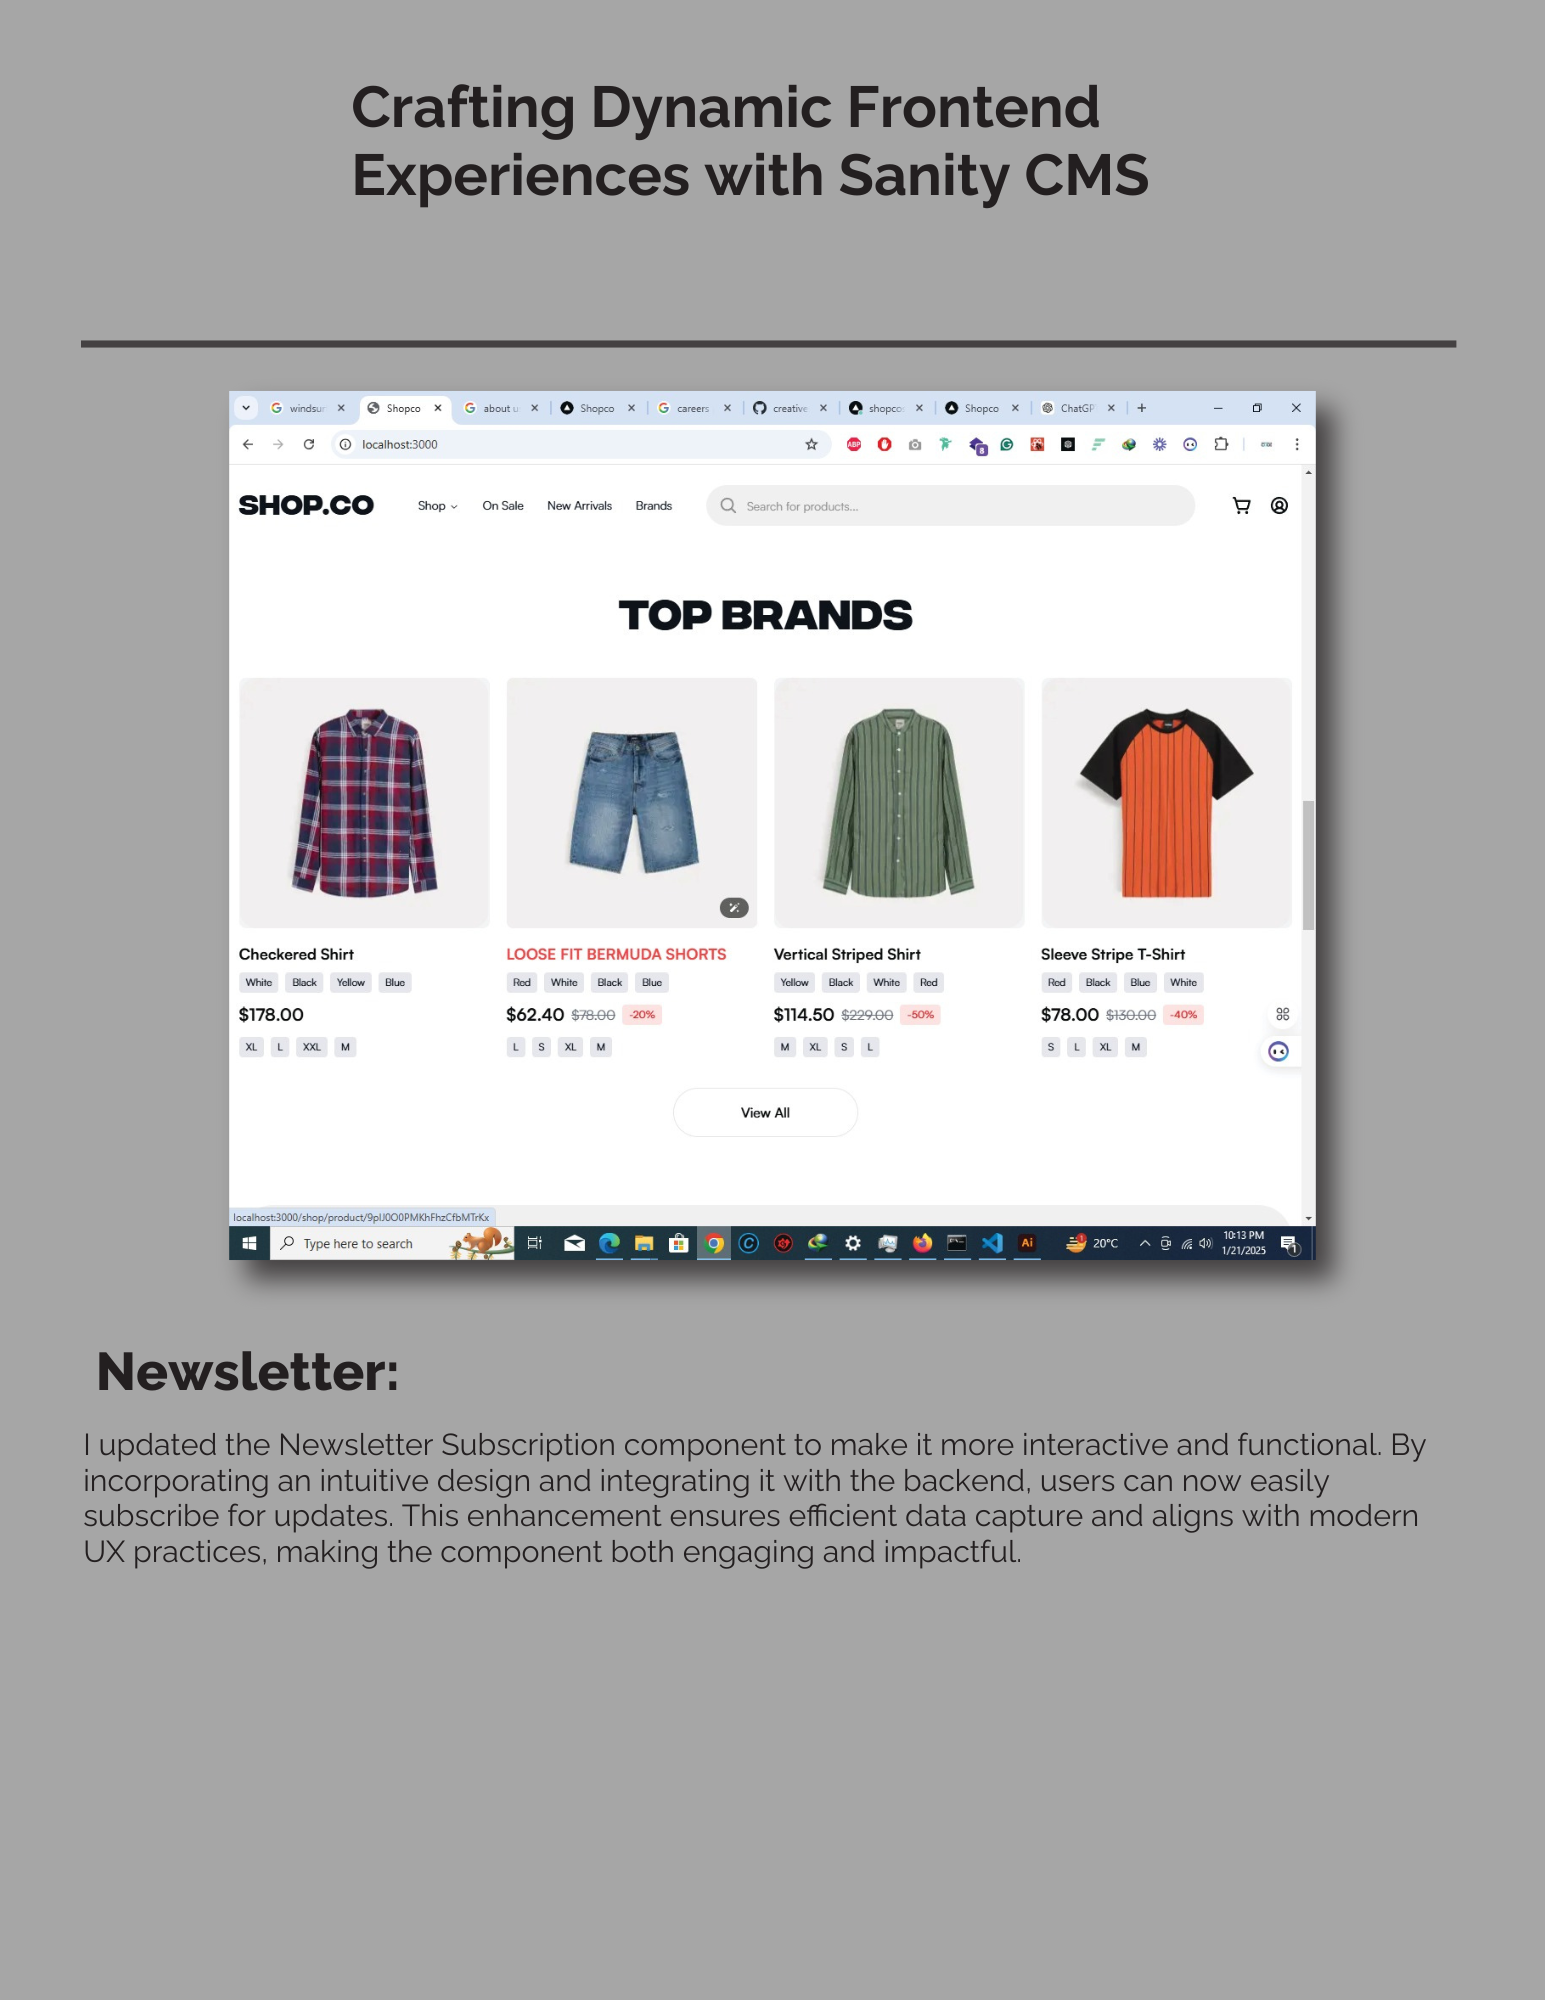 Crafting Dynamic Frontend
Experiences with Sanity CMS
windsur
Shopco
about u
Shopco
careers
creative
shopco
Shopco
ChatGP
localhost:3000
ABP
8
SHOP.CO
Shop
On Sale
New Arrivals
Brands
Search for products...
TOP BRANDS
Checkered Shirt
LOOSE FIT BERMUDA SHORTS
Vertical Striped Shirt
Sleeve Stripe T-Shirt
White Black Yellow Blue
Red White Black Blue
Yellow Black White Red
Red Black Blue White
$178.00
$62.40 $78.00 -20%
$114.50 $229.00 -50%
$78.00 $130.00 -40%
XL L XXL M
L S XL M
M XL S L
S L XL M
View All
Type here to search
Ai
1
20°C
10:13 PM
1/21/2025
1
Newsletter:
I updated the Newsletter Subscription component to make it more interactive and functional. By
incorporating an intuitive design and integrating it with the backend, users can now easily
subscribe for updates. This enhancement ensures efficient data capture and aligns with modern
UX practices, making the component both engaging and impactful.